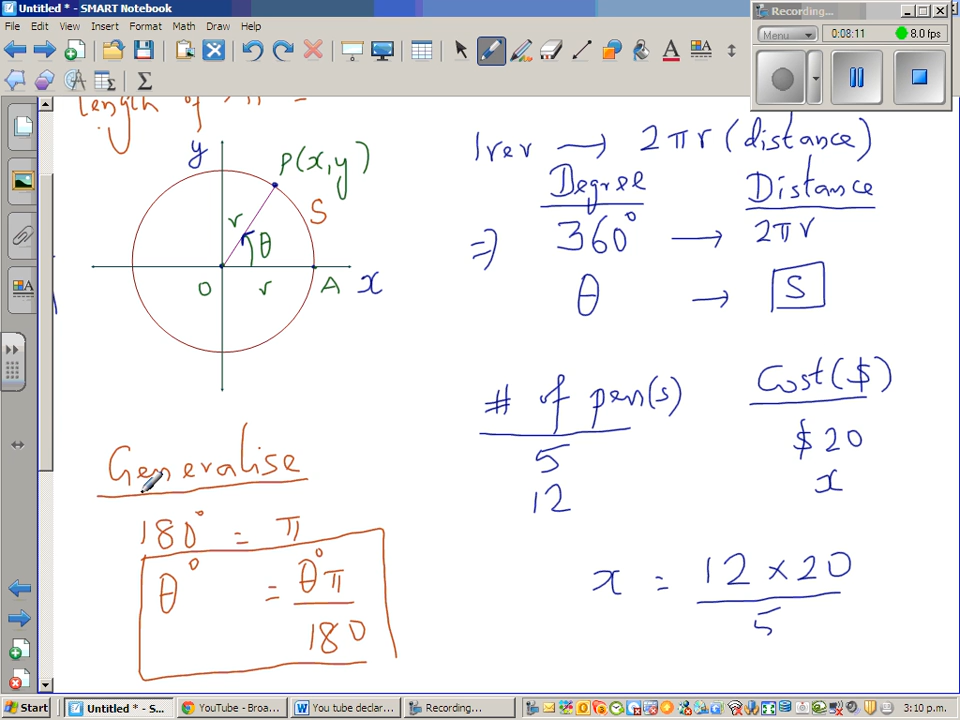 Untitled * - SMART Notebook
File Edit View Insert Format Math Draw Help
Recording...
Menu 0:08:11 8.0 fps
length of
y
P(x,y)
S
r
θ
O r A x
1rev → 2πr (distance)
Degree Distance
⇒ 360° → 2πr
θ → S
# of pen(s) Cost($)
5 $20
12 x
x = 12 × 20
5
Generalise
180° = π
θ° = θ°π
180
Start Untitled * - S... YouTube - Broa... You tube declar... Recording... 3:10 p.m.